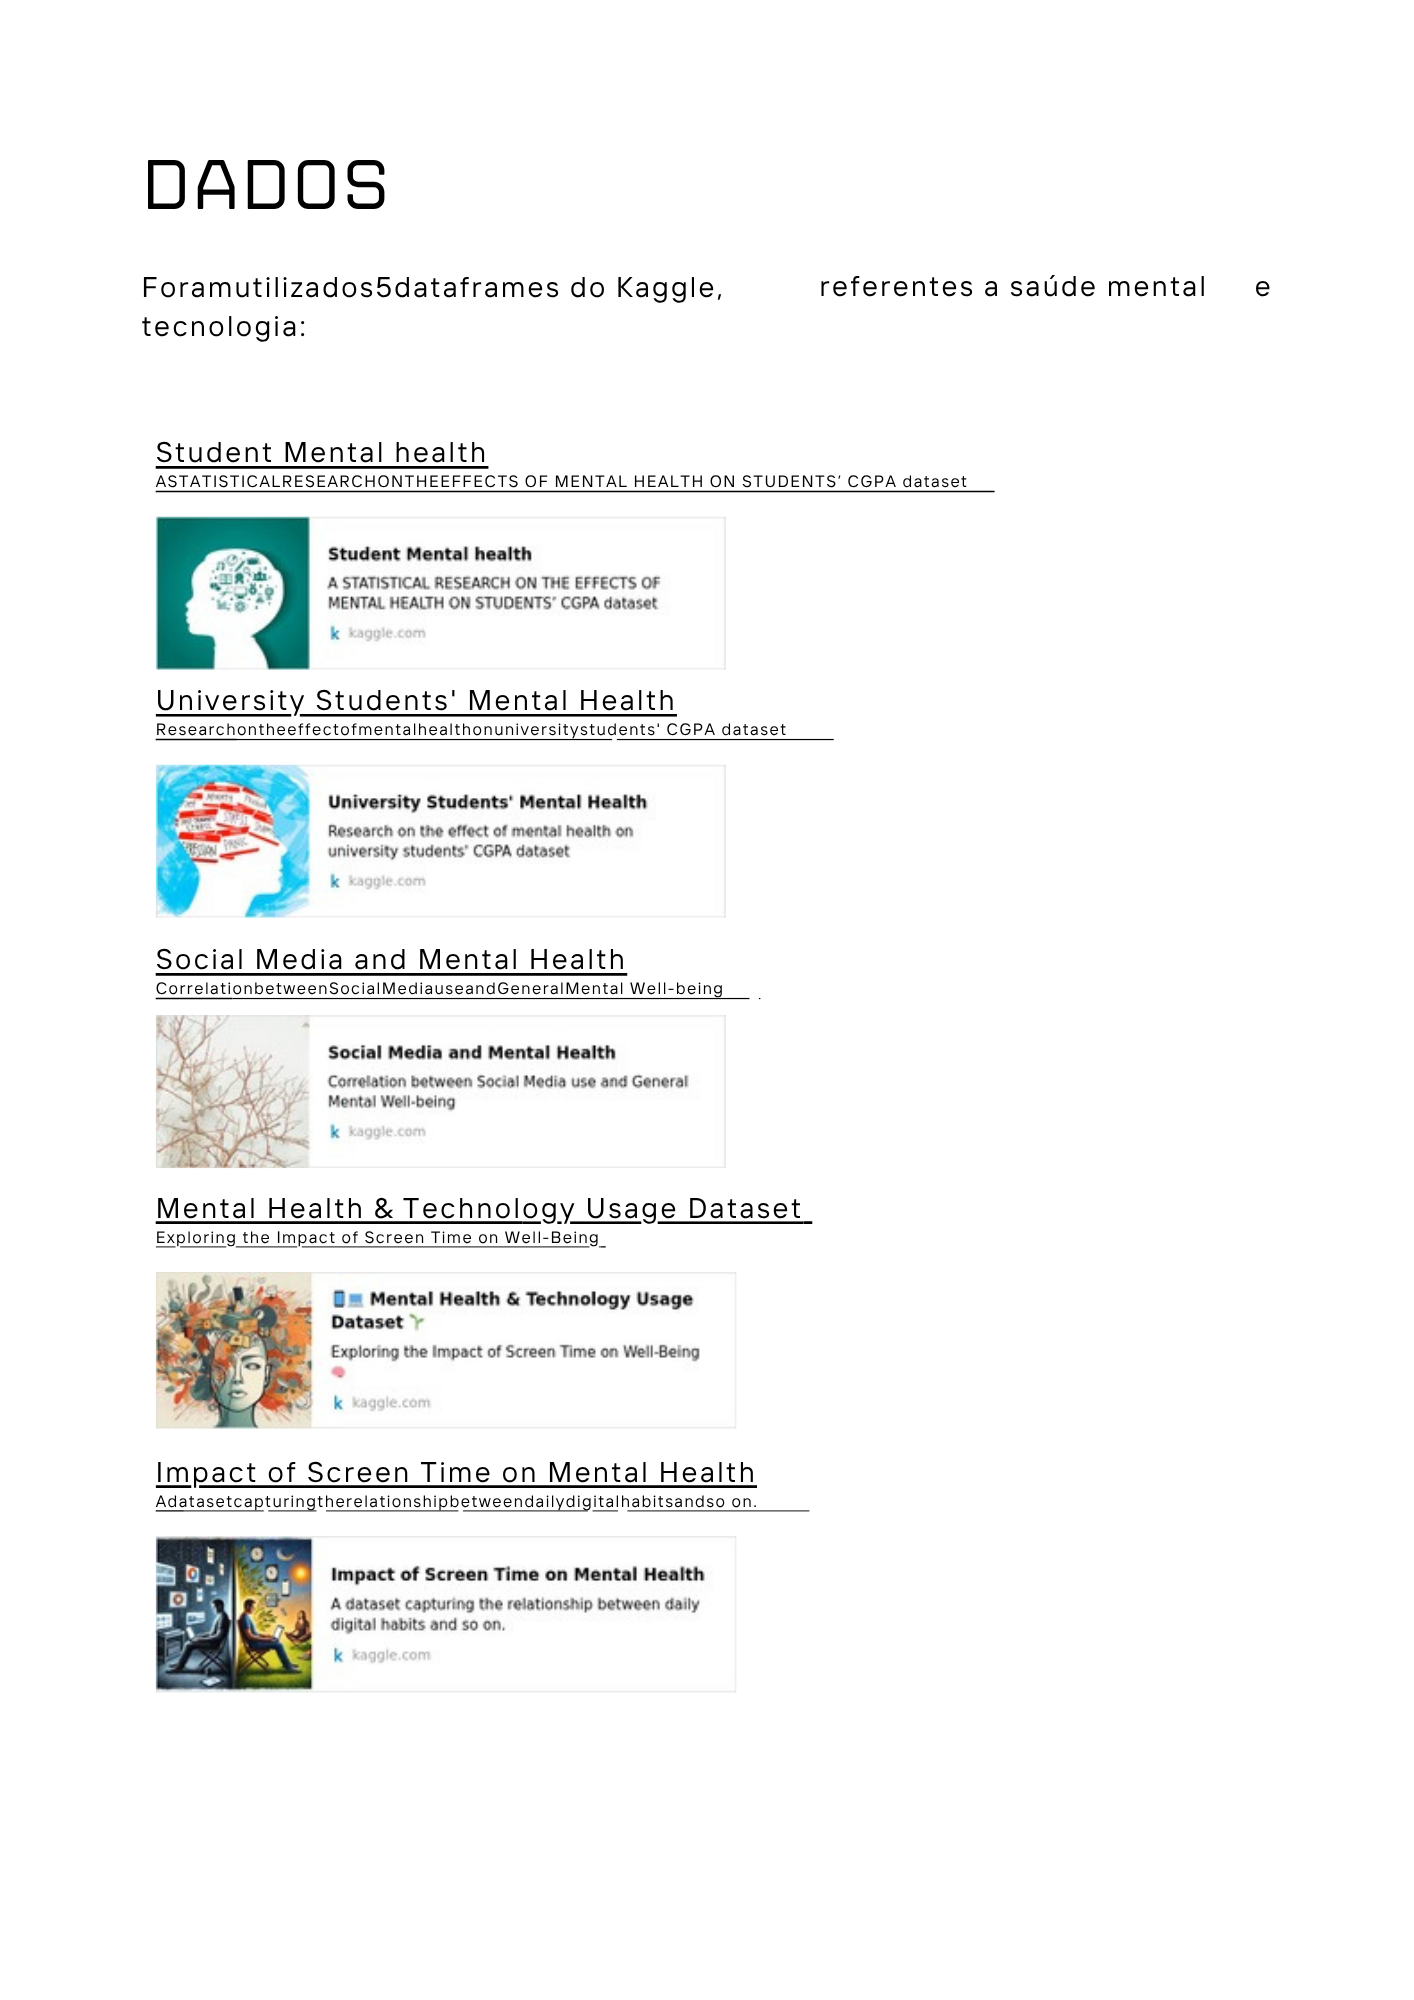 DADOS
Foramutilizados5dataframes do Kaggle, referentes a saúde mental e
tecnologia:
Student Mental health
ASTATISTICALRESEARCHONTHEEFFECTS OF MENTAL HEALTH ON STUDENTS’ CGPA dataset
Student Mental health
A STATISTICAL RESEARCH ON THE EFFECTS OF
MENTAL HEALTH ON STUDENTS’ CGPA dataset
k kaggle.com
University Students' Mental Health
Researchontheeffectofmentalhealthonuniversitystudents' CGPA dataset
DEPRESSION PANIC
STRESS
University Students' Mental Health
Research on the effect of mental health on
university students' CGPA dataset
k kaggle.com
Social Media and Mental Health
CorrelationbetweenSocialMediauseandGeneralMental Well-being
Social Media and Mental Health
Correlation between Social Media use and General
Mental Well-being
k kaggle.com
Mental Health & Technology Usage Dataset
Exploring the Impact of Screen Time on Well-Being
📱💻 Mental Health & Technology Usage
Dataset 🌱
Exploring the Impact of Screen Time on Well-Being
🧠
k kaggle.com
Impact of Screen Time on Mental Health
Adatasetcapturingtherelationshipbetweendailydigitalhabitsandso on.
Impact of Screen Time on Mental Health
A dataset capturing the relationship between daily
digital habits and so on.
k kaggle.com